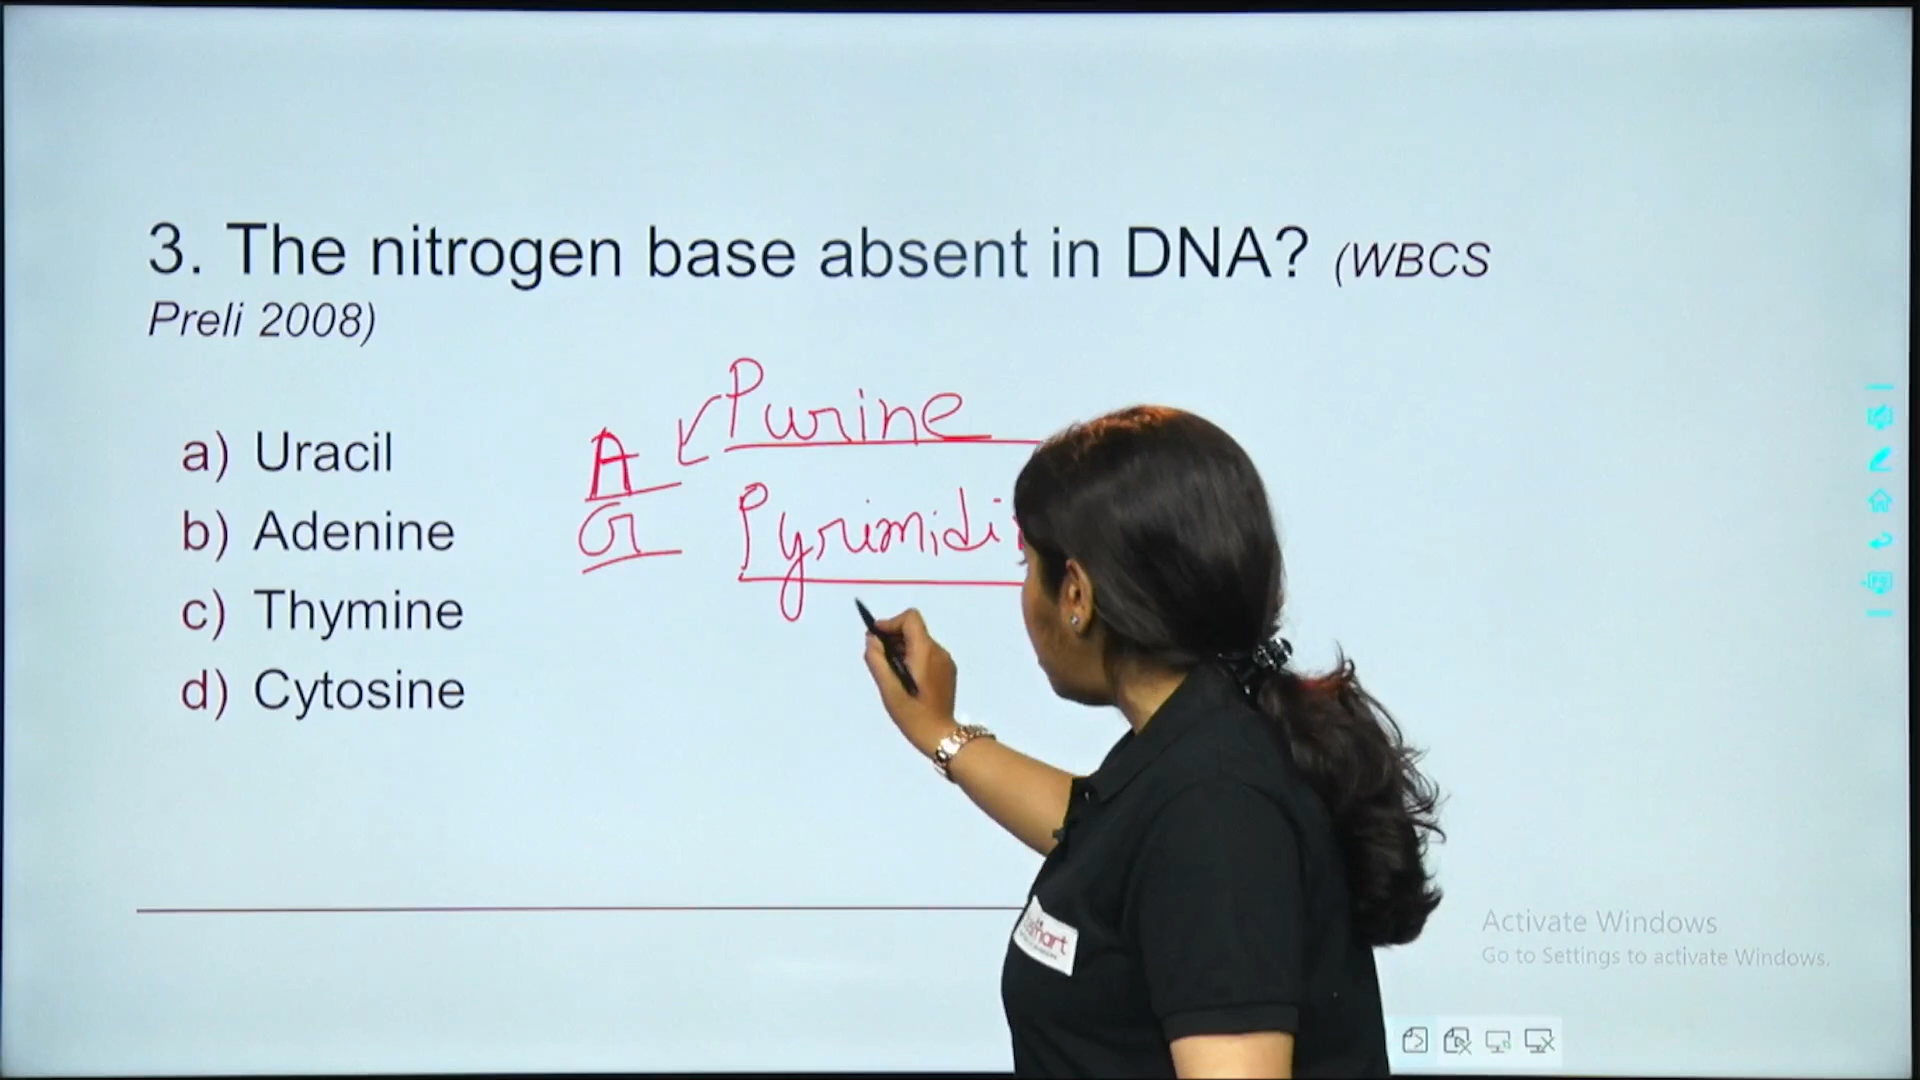 3. The nitrogen base absent in DNA? (WBCS
Preli 2008)
Purine
a) Uracil
A
b) Adenine
G
Pyrimidi
c) Thymine
d) Cytosine
Activate Windows
Go to Settings to activate Windows.